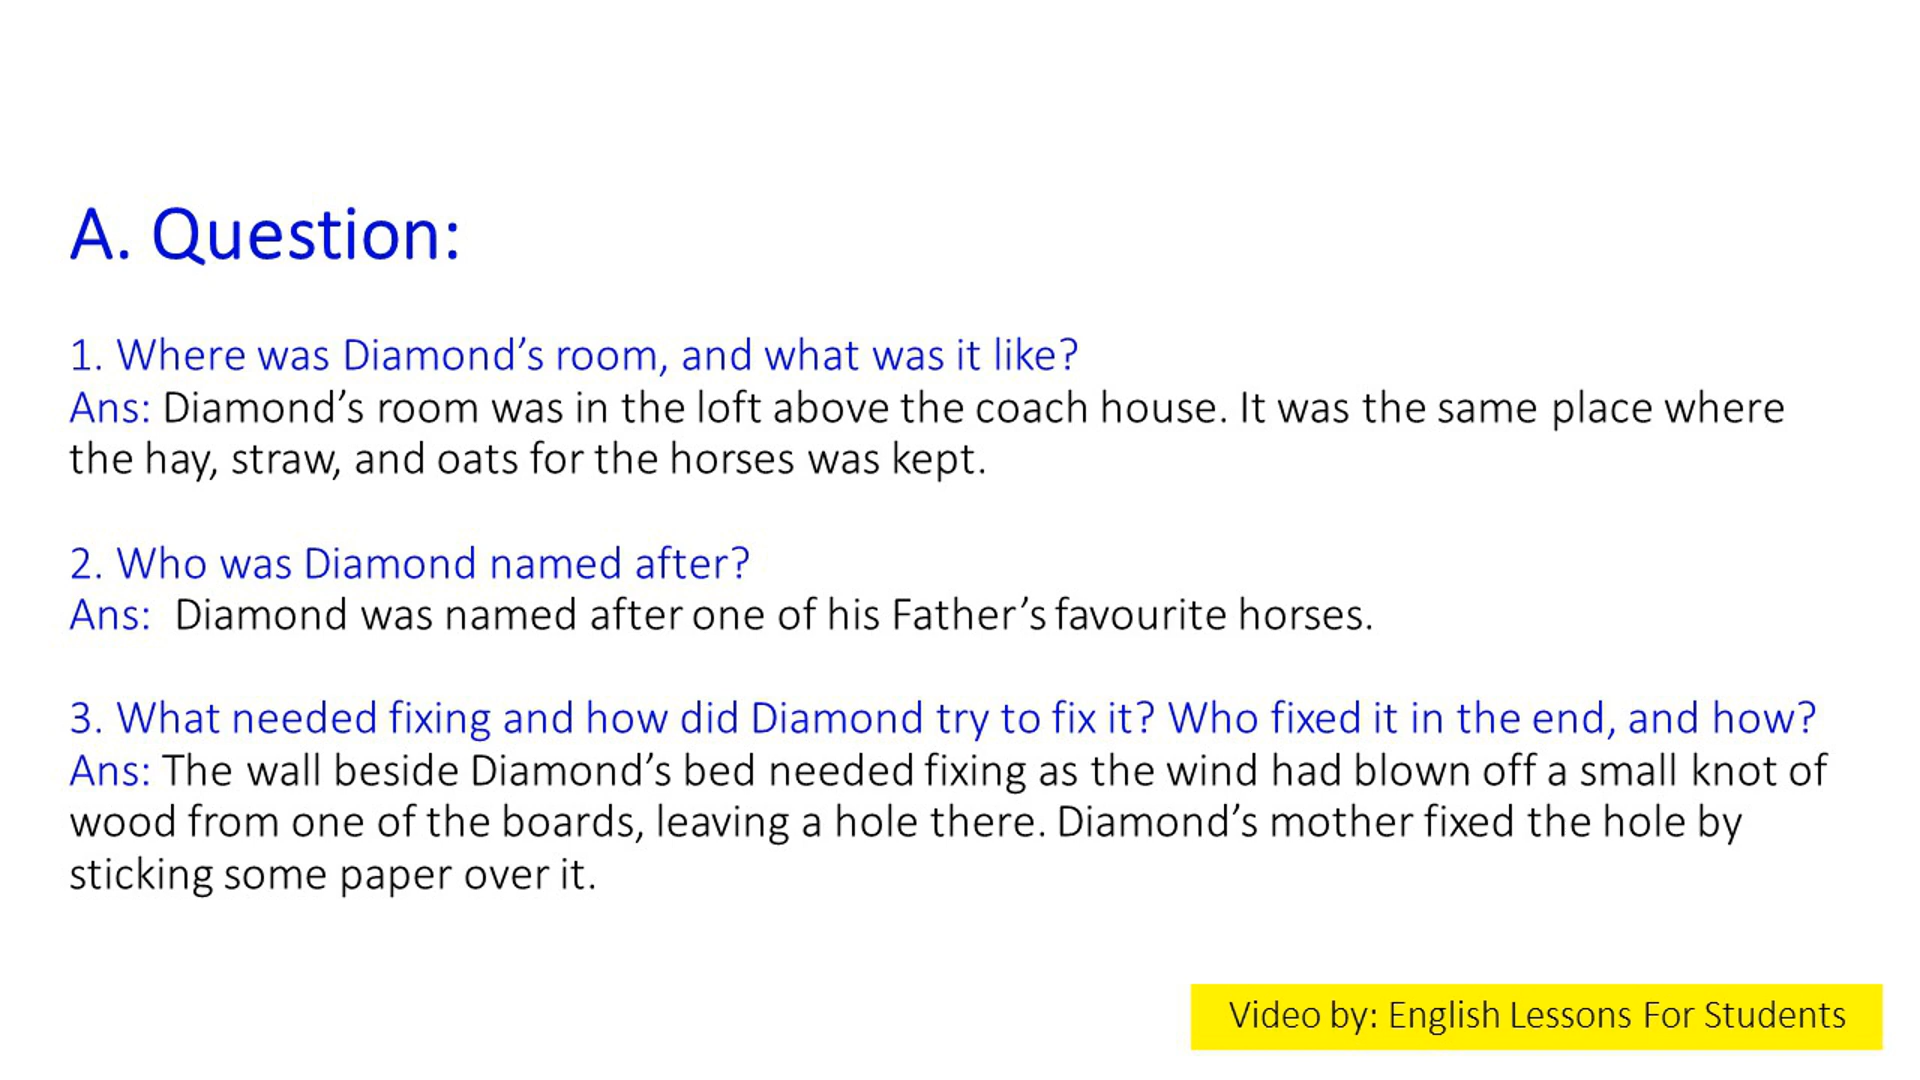 A. Question:
1. Where was Diamond’s room, and what was it like?
Ans: Diamond’s room was in the loft above the coach house. It was the same place where
the hay, straw, and oats for the horses was kept.
2. Who was Diamond named after?
Ans: Diamond was named after one of his Father’s favourite horses.
3. What needed fixing and how did Diamond try to fix it? Who fixed it in the end, and how?
Ans: The wall beside Diamond’s bed needed fixing as the wind had blown off a small knot of
wood from one of the boards, leaving a hole there. Diamond’s mother fixed the hole by
sticking some paper over it.
Video by: English Lessons For Students